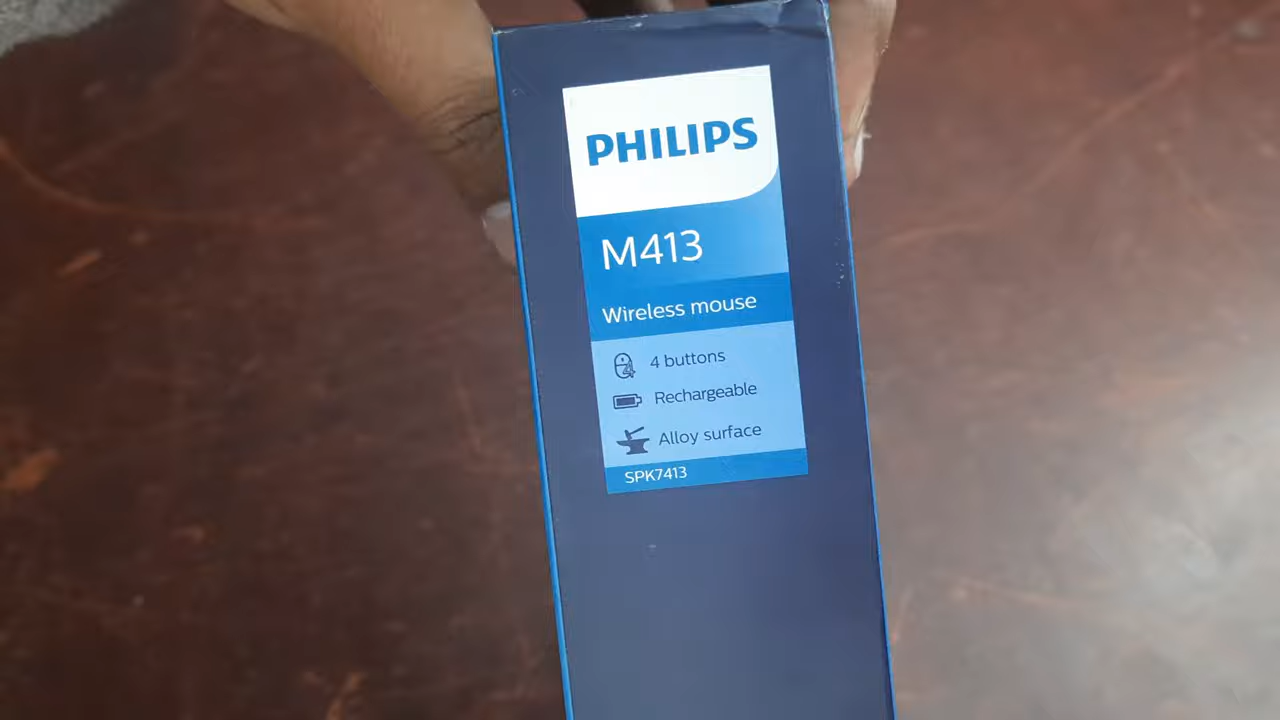 PHILIPS
M413
Wireless mouse
4 buttons
Rechargeable
Alloy surface
SPK7413